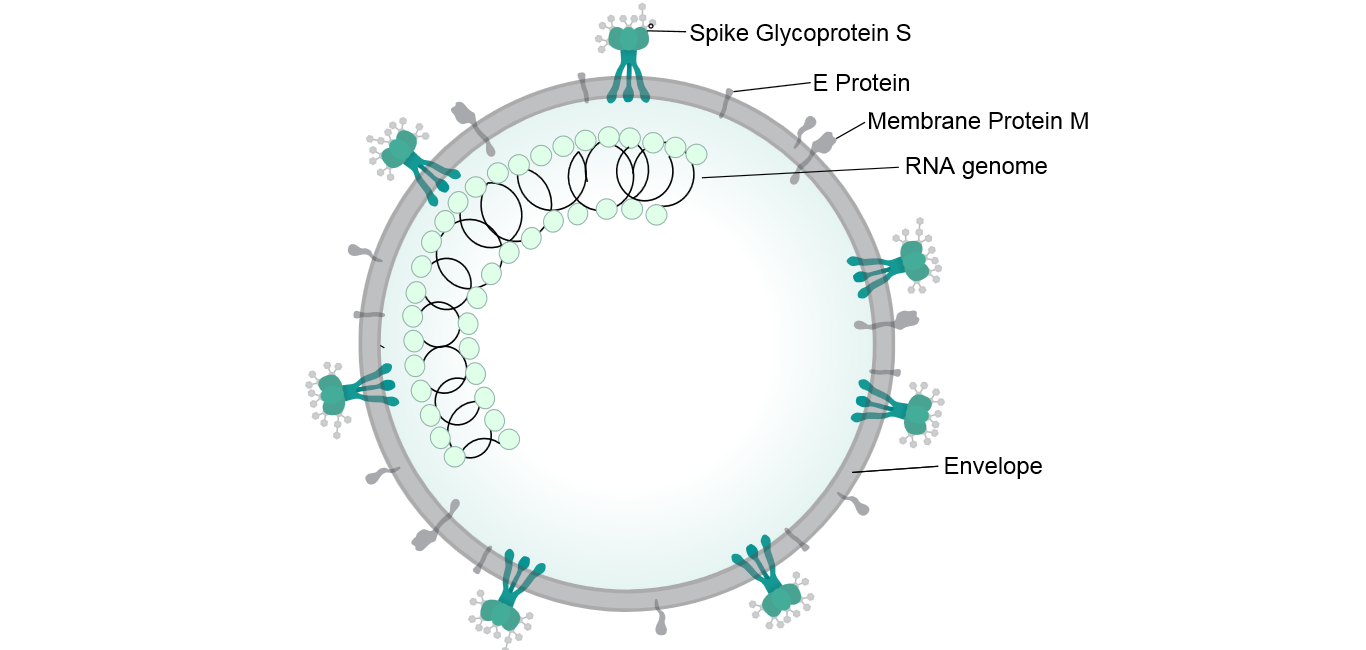 Spike Glycoprotein S
E Protein
Membrane Protein M
RNA genome
Envelope